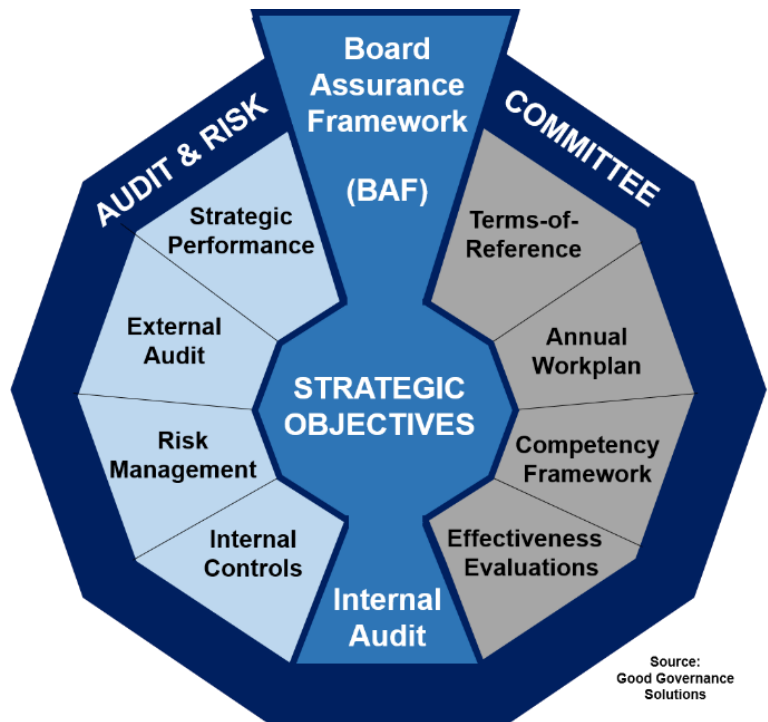 Board
Assurance
Framework
(BAF)
AUDIT & RISK
COMMITTEE
Strategic
Performance
External
Audit
Risk
Management
Internal
Controls
STRATEGIC
OBJECTIVES
Internal
Audit
Terms-of-
Reference
Annual
Workplan
Competency
Framework
Effectiveness
Evaluations
Source:
Good Governance
Solutions